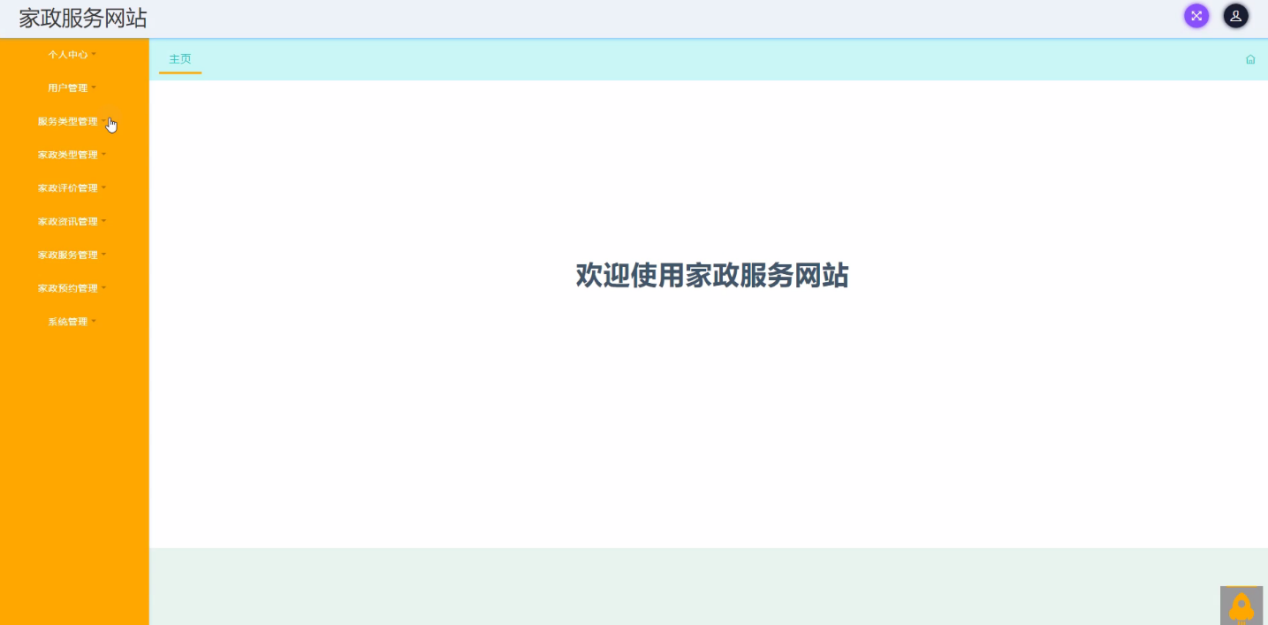 家政服务网站
个人中心
主页
用户管理
服务类型管理
家政类型管理
家政评价管理
家政资讯管理
家政服务管理
欢迎使用家政服务网站
家政预约管理
系统管理